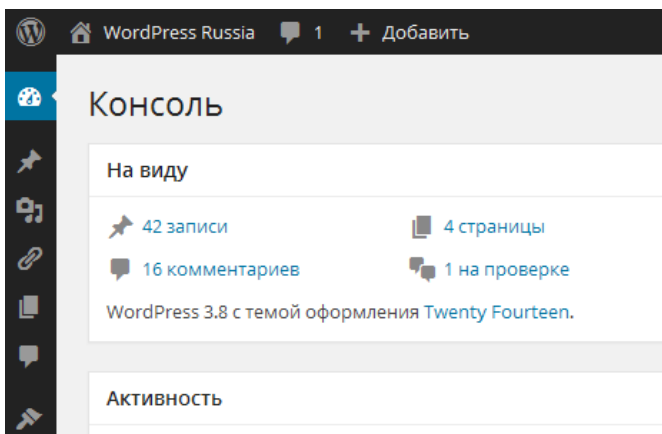 WordPress Russia 1 + Добавить
Консоль
На виду
42 записи 4 страницы
16 комментариев 1 на проверке
WordPress 3.8 с темой оформления Twenty Fourteen.
Активность